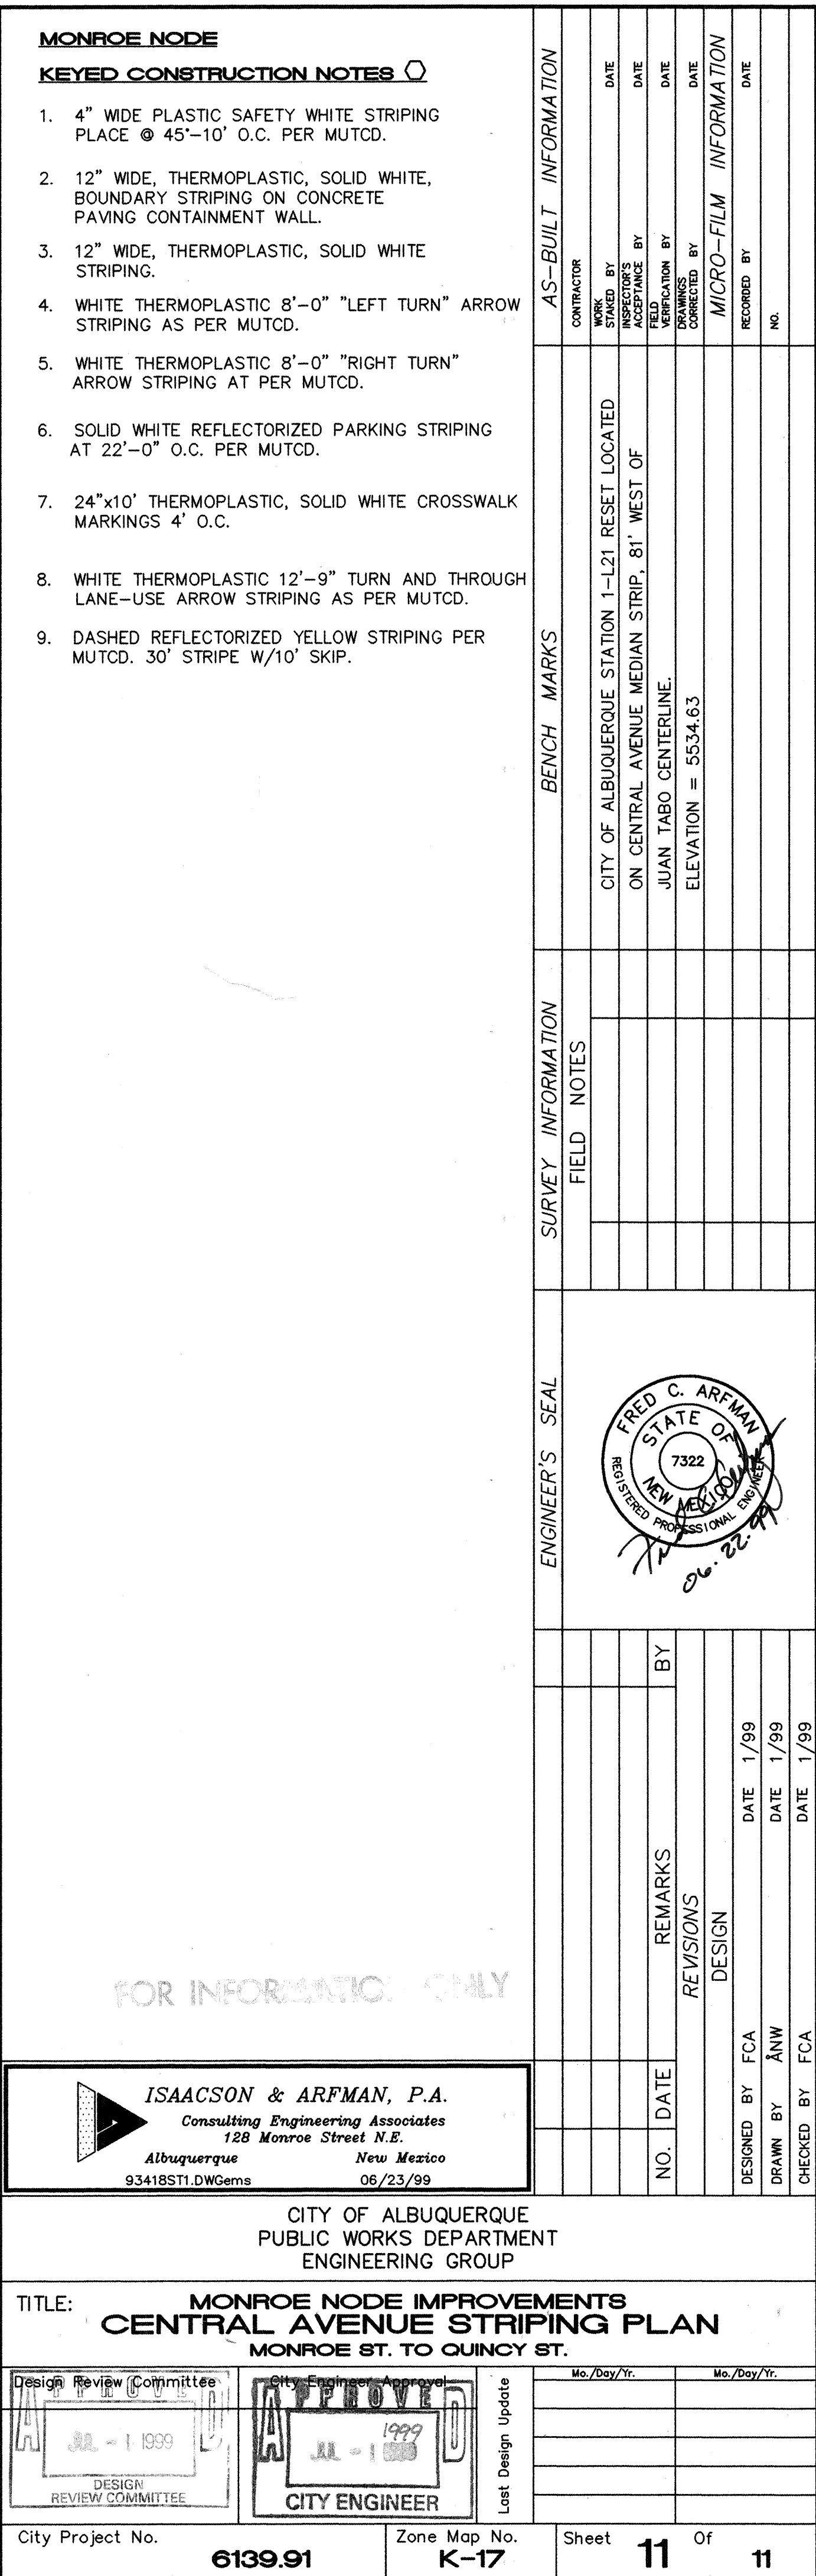 MONROE NODE
KEYED CONSTRUCTION NOTES
1. 4" WIDE PLASTIC SAFETY WHITE STRIPING
PLACE @ 45°-10' O.C. PER MUTCD.
2. 12" WIDE, THERMOPLASTIC, SOLID WHITE,
BOUNDARY STRIPING ON CONCRETE
PAVING CONTAINMENT WALL.
3. 12" WIDE, THERMOPLASTIC, SOLID WHITE
STRIPING.
4. WHITE THERMOPLASTIC 8'-0" "LEFT TURN" ARROW
STRIPING AS PER MUTCD.
5. WHITE THERMOPLASTIC 8'-0" "RIGHT TURN"
ARROW STRIPING AT PER MUTCD.
6. SOLID WHITE REFLECTORIZED PARKING STRIPING
AT 22'-0" O.C. PER MUTCD.
7. 24"x10' THERMOPLASTIC, SOLID WHITE CROSSWALK
MARKINGS 4' O.C.
8. WHITE THERMOPLASTIC 12'-9" TURN AND THROUGH
LANE-USE ARROW STRIPING AS PER MUTCD.
9. DASHED REFLECTORIZED YELLOW STRIPING PER
MUTCD. 30' STRIPE W/10' SKIP.
AS-BUILT INFORMATION
CONTRACTOR
WORK
STAKED BY DATE
INSPECTOR'S
ACCEPTANCE BY DATE
FIELD
VERIFICATION BY DATE
DRAWINGS
CORRECTED BY DATE
MICRO-FILM INFORMATION
RECORDED BY DATE
NO.
BENCH MARKS
CITY OF ALBUQUERQUE STATION 1-L21 RESET LOCATED
ON CENTRAL AVENUE MEDIAN STRIP, 81' WEST OF
JUAN TABO CENTERLINE.
ELEVATION = 5534.63
SURVEY INFORMATION
FIELD NOTES
ENGINEER'S SEAL
FRED C. ARFMAN
STATE OF
7322
NEW MEXICO
REGISTERED PROFESSIONAL ENGINEER
06.22.99
NO. DATE REMARKS BY
REVISIONS
DESIGN
DESIGNED BY FCA DATE 1/99
DRAWN BY ÅNW DATE 1/99
CHECKED BY FCA DATE 1/99
FOR INFORMATION ONLY
ISAACSON & ARFMAN, P.A.
Consulting Engineering Associates
128 Monroe Street N.E.
Albuquerque New Mexico
93418ST1.DWGems 06/23/99
CITY OF ALBUQUERQUE
PUBLIC WORKS DEPARTMENT
ENGINEERING GROUP
TITLE: MONROE NODE IMPROVEMENTS
CENTRAL AVENUE STRIPING PLAN
MONROE ST. TO QUINCY ST.
Design Review Committee
APPROVED
JUL - 1 1999
DESIGN
REVIEW COMMITTEE
City Engineer Approval
APPROVED
1999
JUL - 1
CITY ENGINEER
Last Design Update
Mo./Day/Yr. Mo./Day/Yr.
City Project No.
6139.91
Zone Map No.
K-17
Sheet 11 Of 11